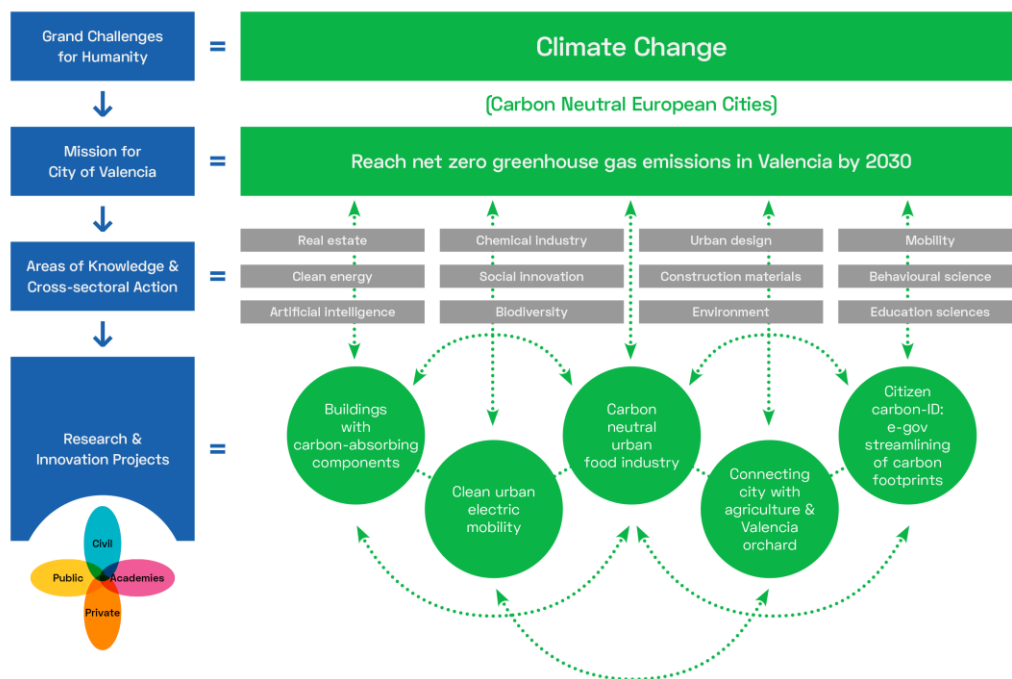 Grand Challenges
for Humanity
=
Climate Change
(Carbon Neutral European Cities)
Mission for
City of Valencia
=
Reach net zero greenhouse gas emissions in Valencia by 2030
Areas of Knowledge &
Cross-sectoral Action
=
Real estate
Chemical industry
Urban design
Mobility
Clean energy
Social innovation
Construction materials
Behavioural science
Artificial intelligence
Biodiversity
Environment
Education sciences
Research &
Innovation Projects
=
Buildings
with
carbon-absorbing
components
Clean urban
electric
mobility
Carbon
neutral
urban
food industry
Connecting
city with
agriculture &
Valencia
orchard
Citizen
carbon-ID:
e-gov
streamlining
of carbon
footprints
Civil
Public
Academies
Private